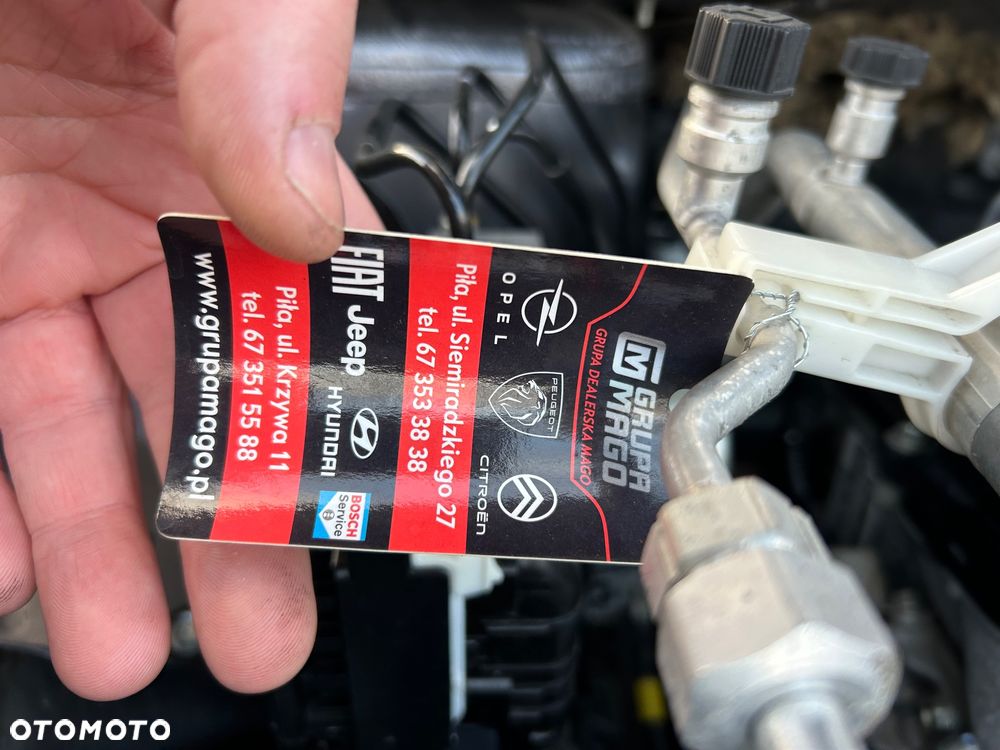 GRUPA
MAGO
GRUPA DEALERSKA MAGO
OPEL
PEUGEOT
CITROËN
Piła, ul. Siemiradzkiego 27
tel. 67 353 38 38
FIAT Jeep
HYUNDAI
BOSCH
Service
Piła, ul. Krzywa 11
tel. 67 351 55 88
www.grupamago.pl
OTOMOTO